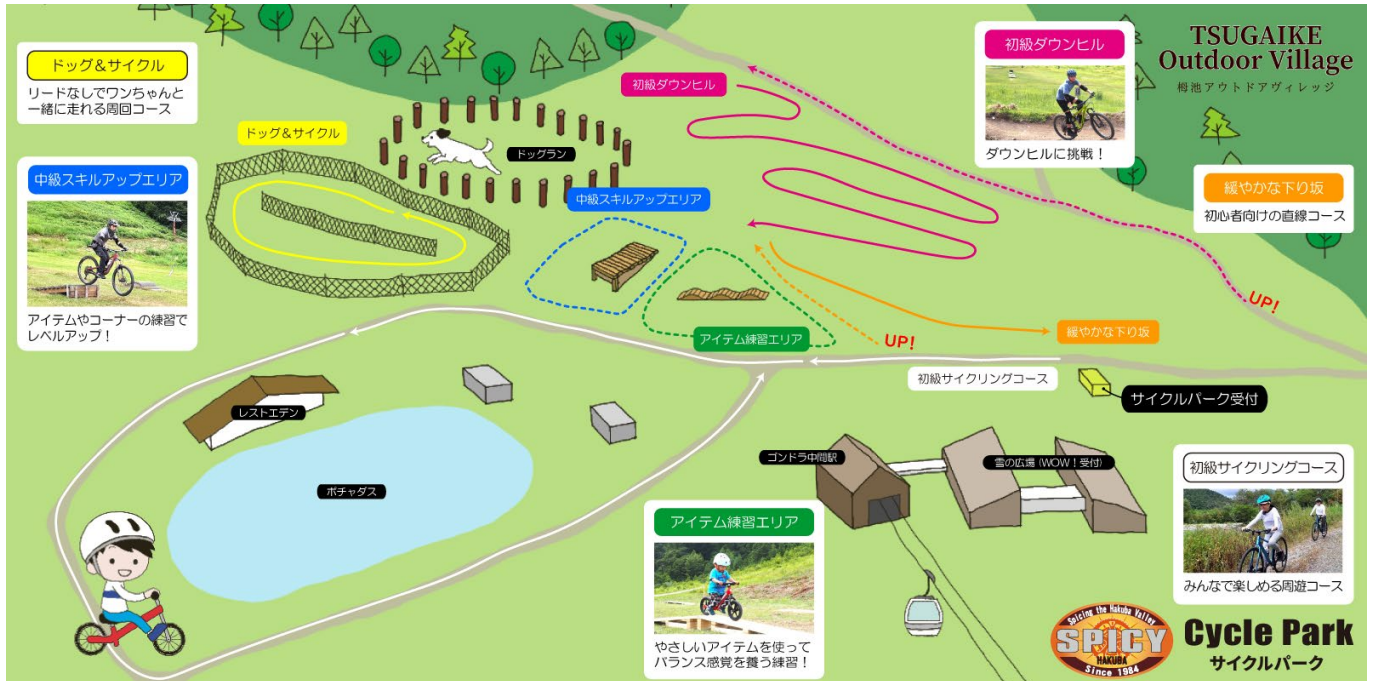 ドッグ&サイクル
リードなしでワンちゃんと
一緒に走れる周回コース
中級スキルアップエリア
アイテムやコーナーの練習で
レベルアップ!
ドッグ&サイクル
ドッグラン
初級ダウンヒル
中級スキルアップエリア
初級ダウンヒル
ダウンヒルに挑戦!
TSUGAIKE
Outdoor Village
栂池アウトドアヴィレッジ
緩やかな下り坂
初心者向けの直線コース
UP!
緩やかな下り坂
UP!
アイテム練習エリア
初級サイクリングコース
サイクルパーク受付
レストエデン
ポチャダス
ゴンドラ中間駅
雪の広場 (WOW!受付)
アイテム練習エリア
やさしいアイテムを使って
バランス感覚を養う練習!
初級サイクリングコース
みんなで楽しめる周遊コース
Spicing the Hakuba Valley
SPICY
HAKUBA
Since 1984
Cycle Park
サイクルパーク